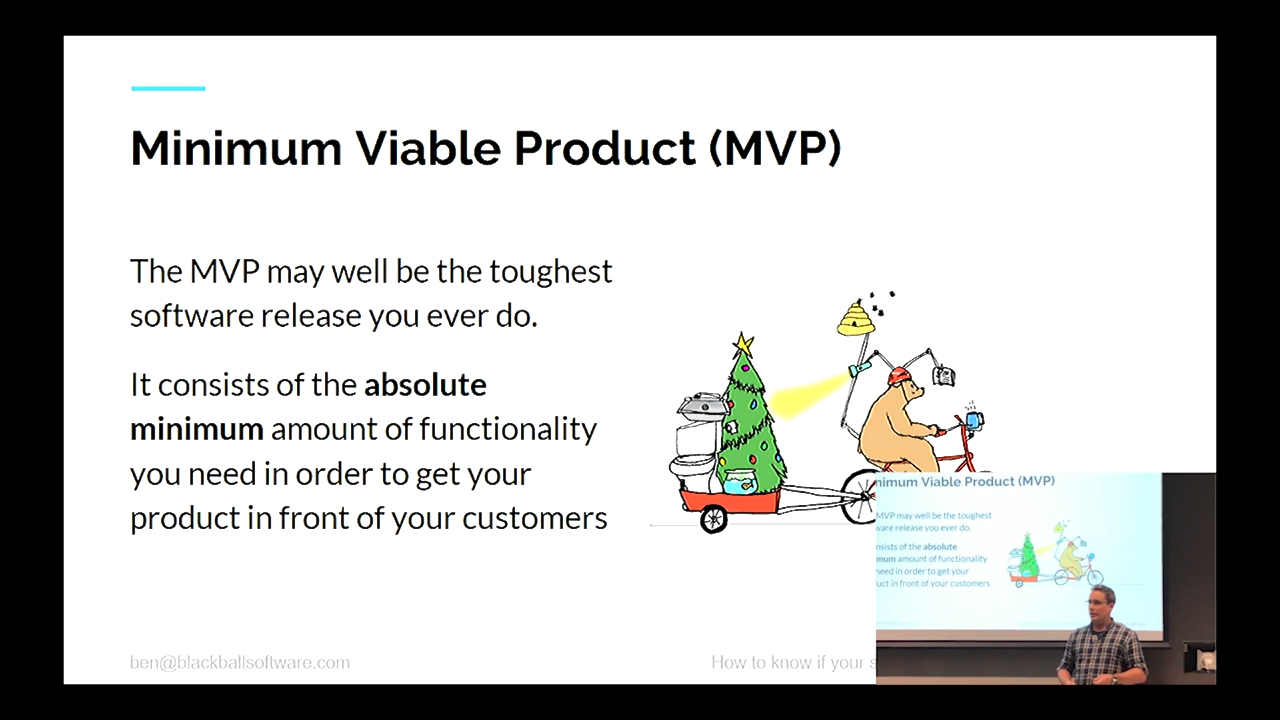 Minimum Viable Product (MVP)
The MVP may well be the toughest
software release you ever do.
It consists of the absolute
minimum amount of functionality
you need in order to get your
product in front of your customers
ben@blackballsoftware.com
How to know if your s
nimum Viable Product (MVP)
MVP may well be the toughest
ware release you ever do.
nsists of the absolute
mum amount of functionality
need in order to get your
uct in front of your customers